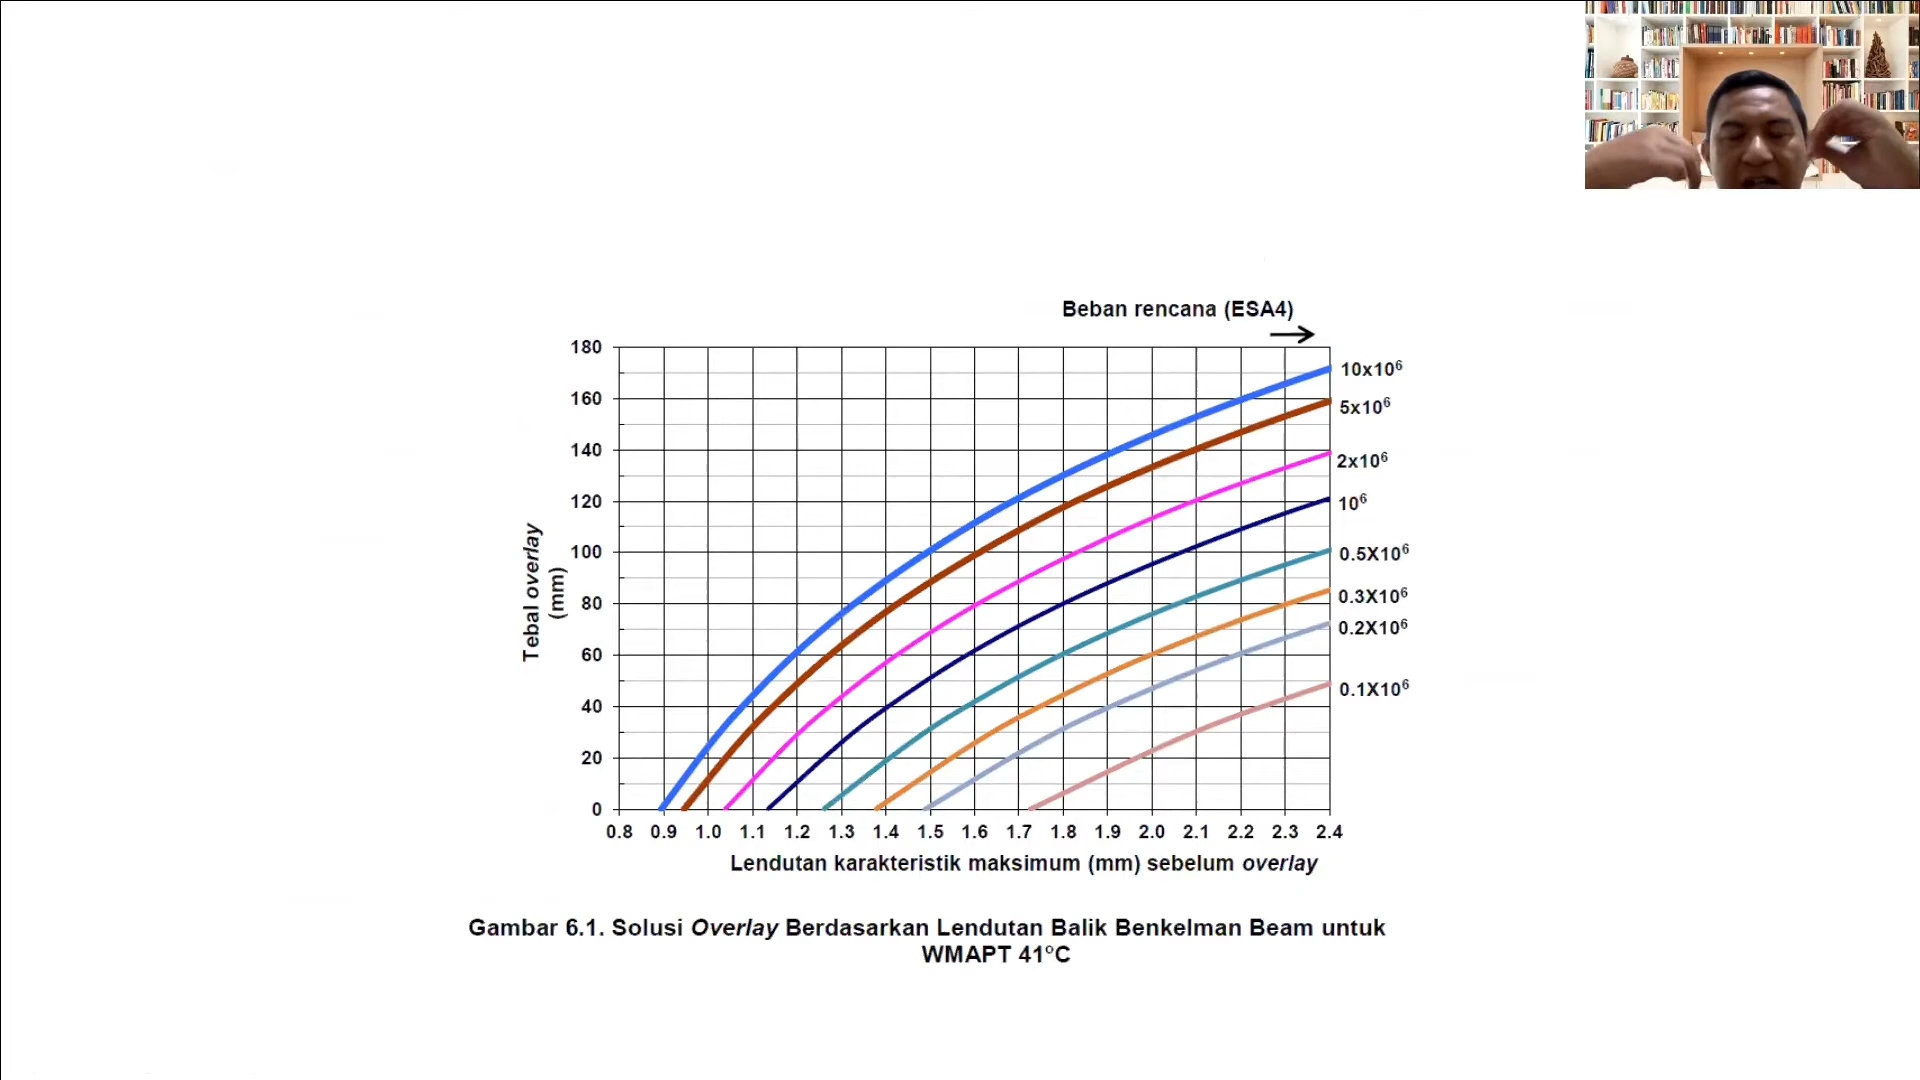 Beban rencana (ESA4)
180
160
140
120
100
80
60
40
20
0
Tebal overlay
(mm)
10x10⁶
5x10⁶
2x10⁶
10⁶
0.5X10⁶
0.3X10⁶
0.2X10⁶
0.1X10⁶
0.8 0.9 1.0 1.1 1.2 1.3 1.4 1.5 1.6 1.7 1.8 1.9 2.0 2.1 2.2 2.3 2.4
Lendutan karakteristik maksimum (mm) sebelum overlay
Gambar 6.1. Solusi Overlay Berdasarkan Lendutan Balik Benkelman Beam untuk
WMAPT 41°C